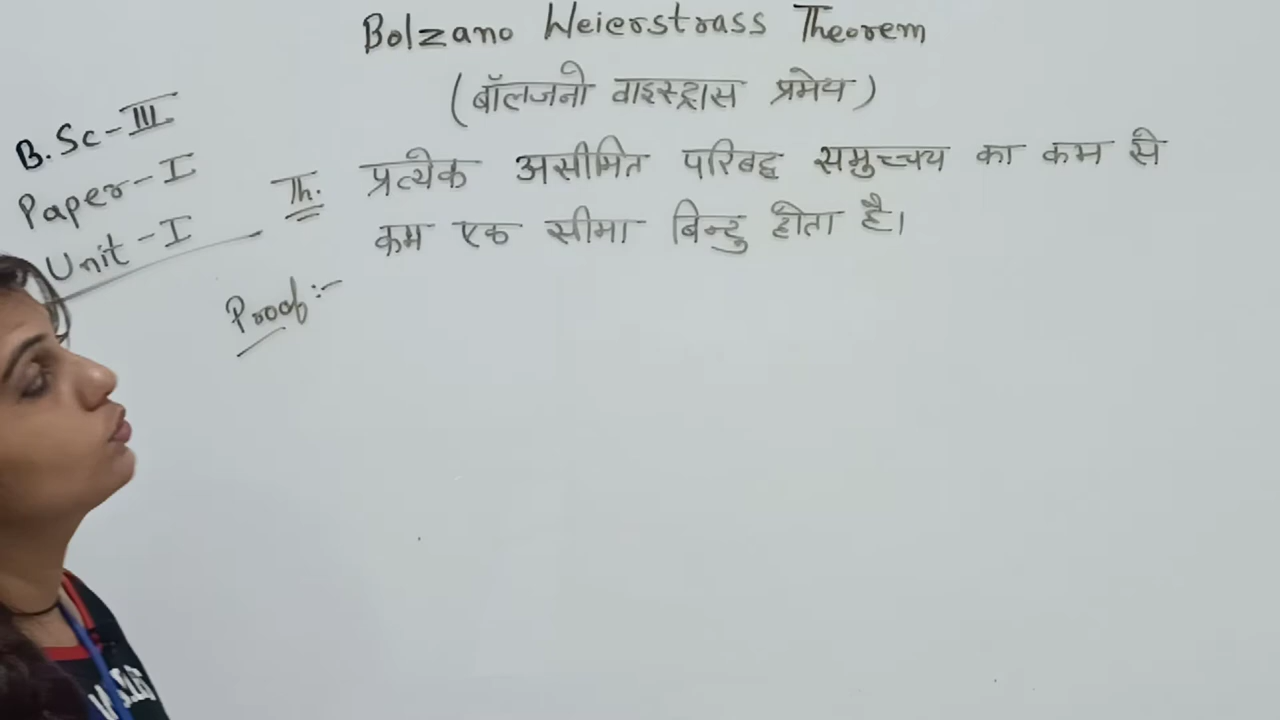 Bolzano Weierstrass Theorem
(बॉलजनो वाइस्ट्रास प्रमेय)
B.Sc-III
Paper-I
Unit-I
Th. प्रत्येक असीमित परिबद्ध समुच्चय का कम से
कम एक सीमा बिन्दु होता है।
Proof:-